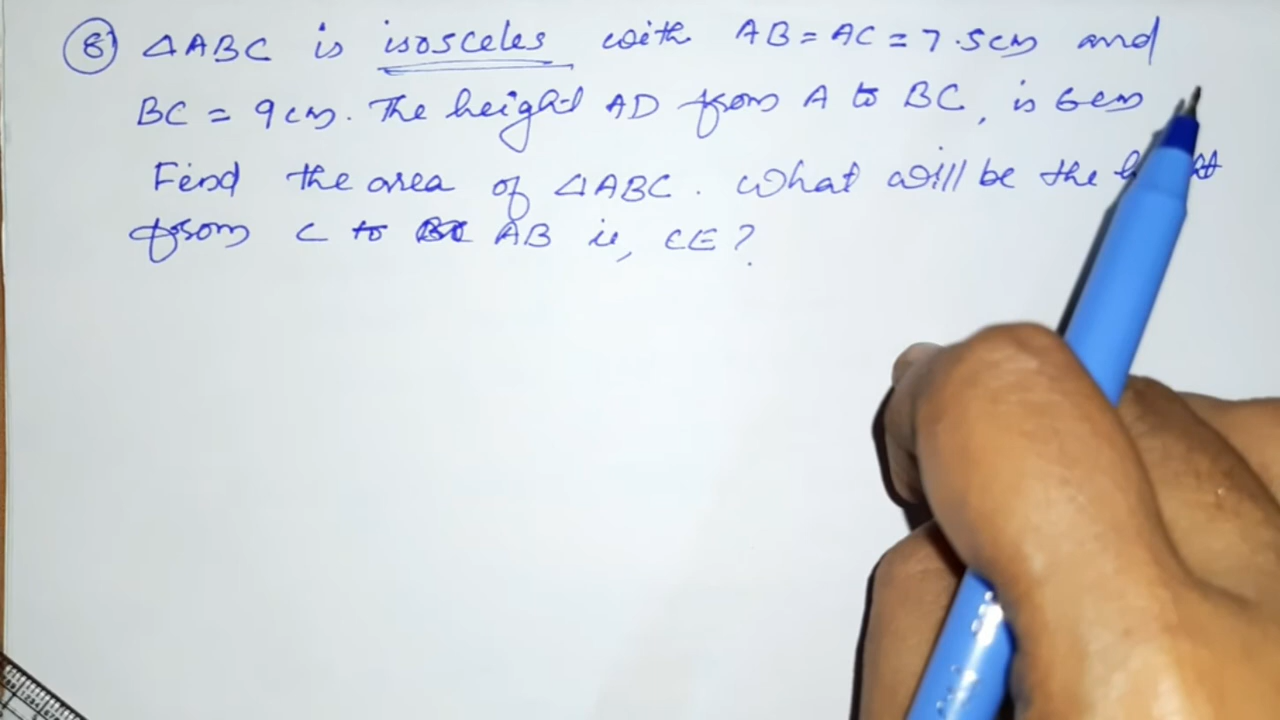 8) △ABC is isosceles with AB = AC = 7.5cm and
BC = 9cm. The height AD from A to BC, is 6cm
Find the area of △ABC. What will be the
from C to AB ie, CE?